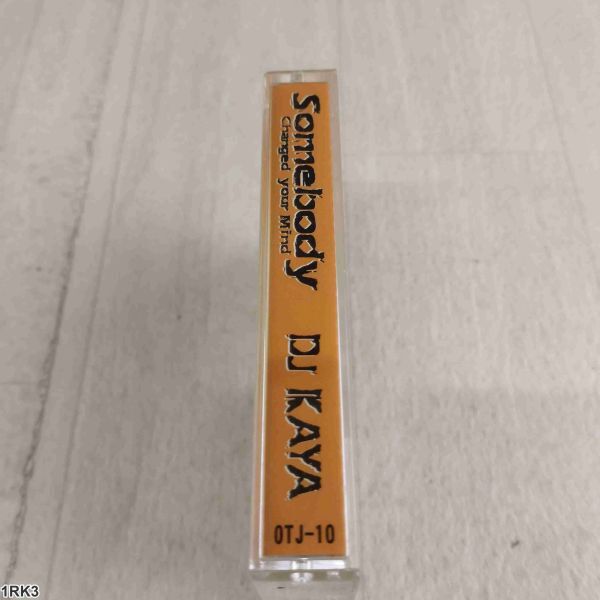 Somebody
Changed your Mind
DJ KAYA
OTJ-10
1RK3